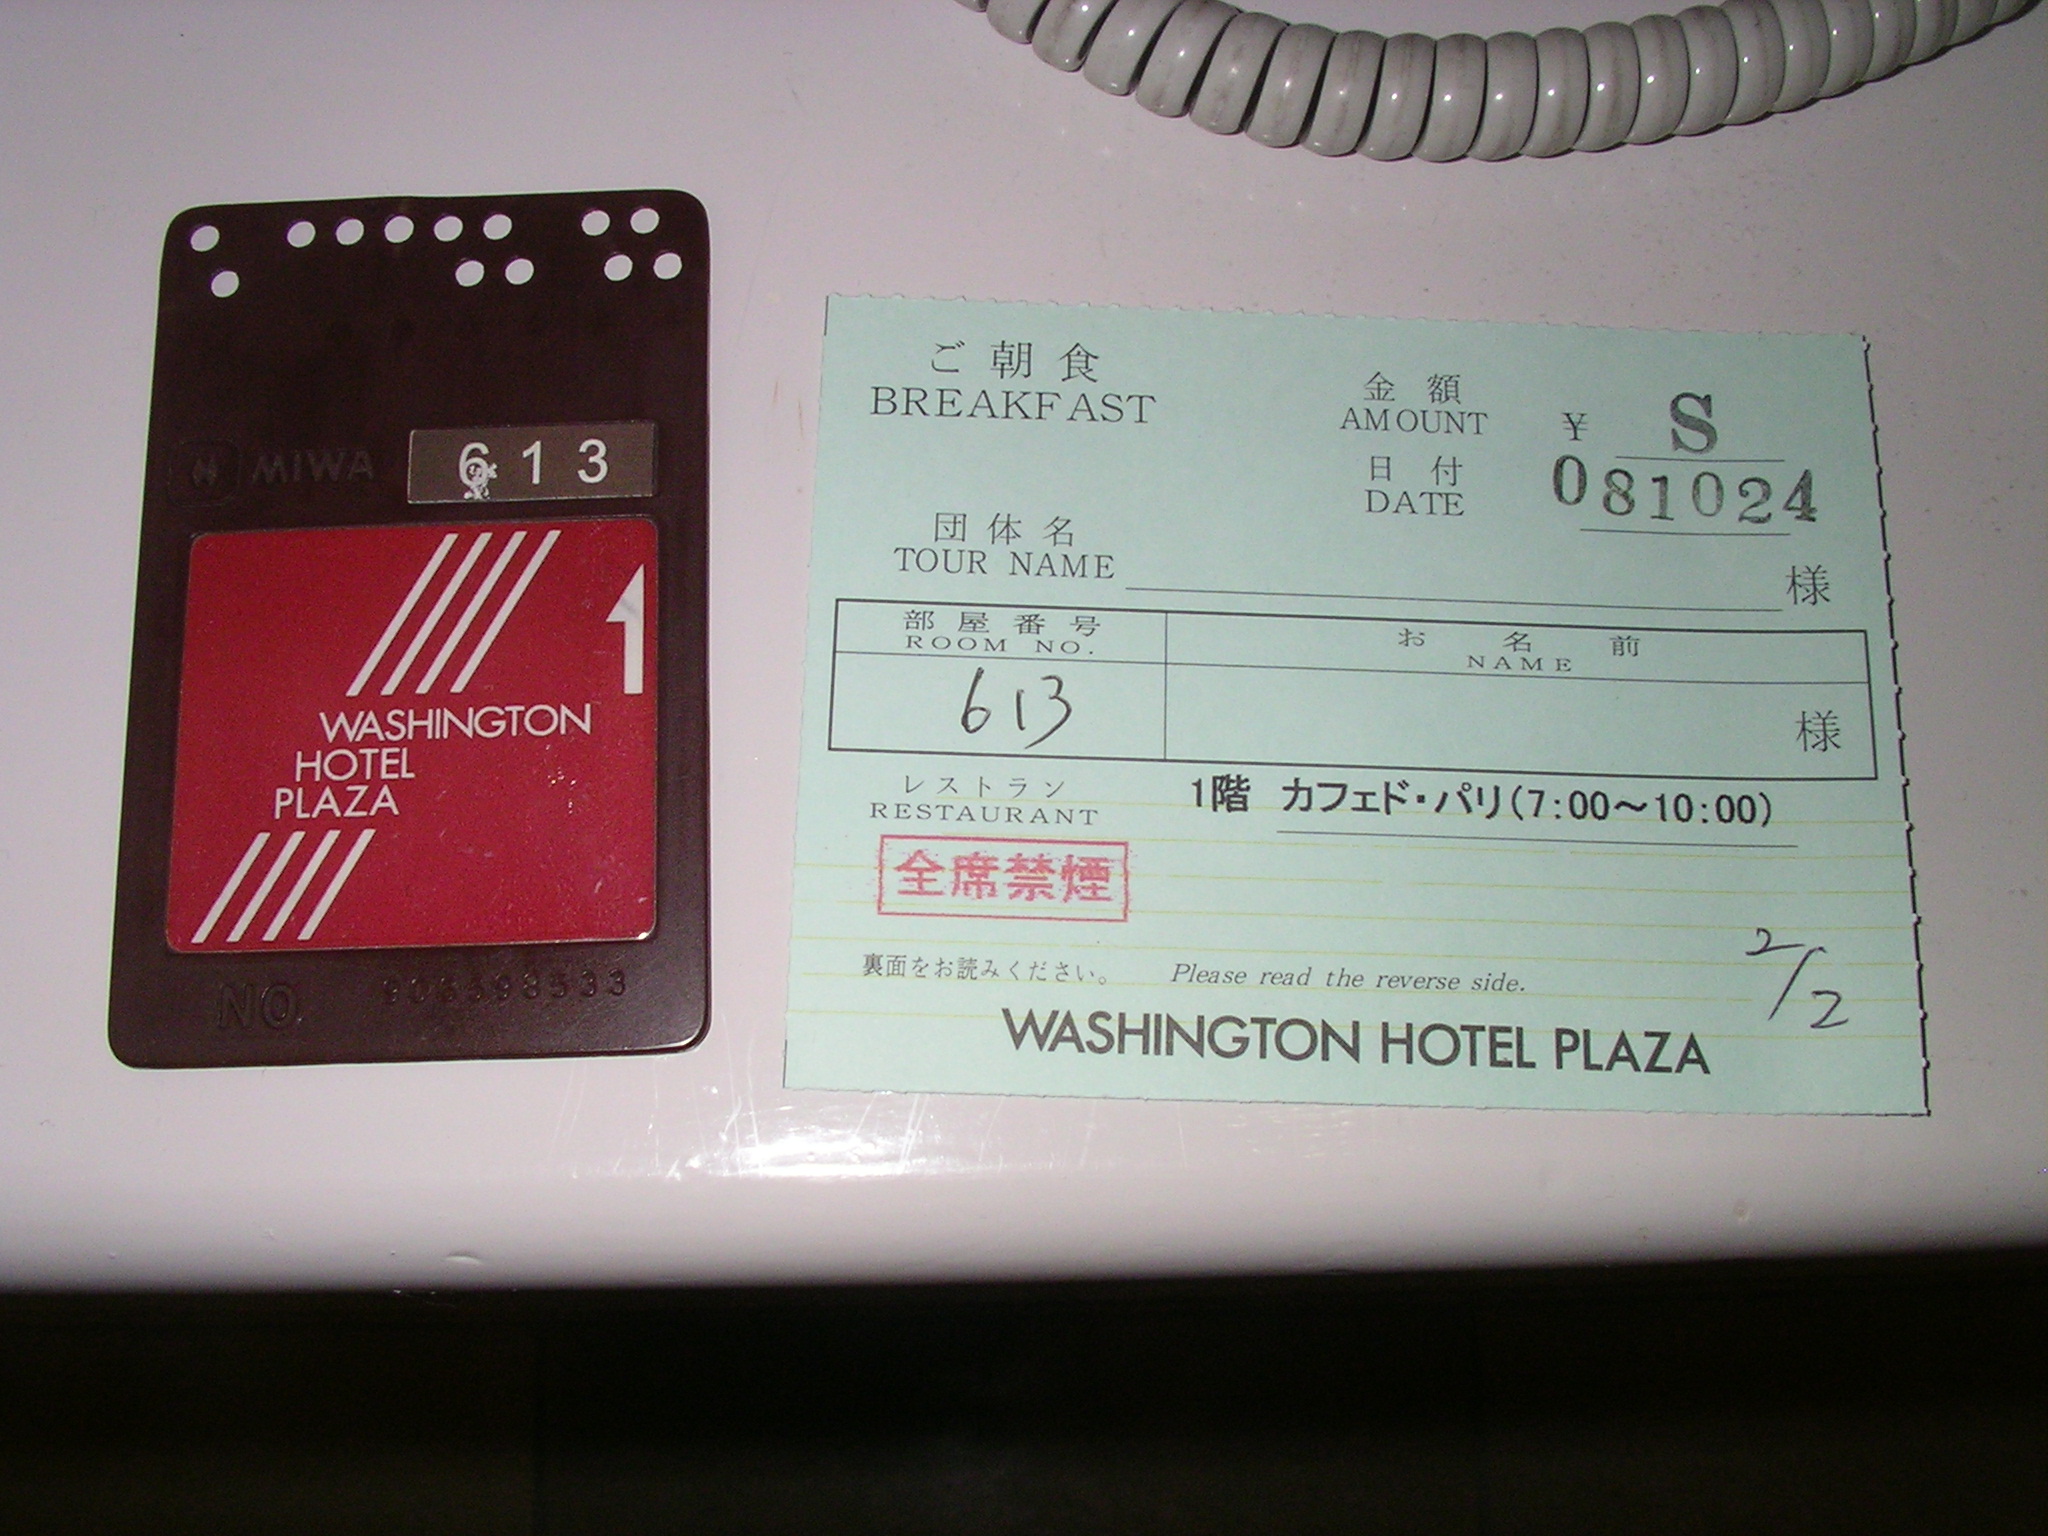 MIWA
613
WASHINGTON
HOTEL
PLAZA
NO
ご朝食
BREAKFAST
金額
AMOUNT ¥ S
日付
DATE 081024
団体名
TOUR NAME 様
部屋番号
ROOM NO.
お名前
NAME
613
様
レストラン
RESTAURANT
1階 カフェド・パリ(7:00～10:00)
全席禁煙
裏面をお読みください。 Please read the reverse side.
2/2
WASHINGTON HOTEL PLAZA